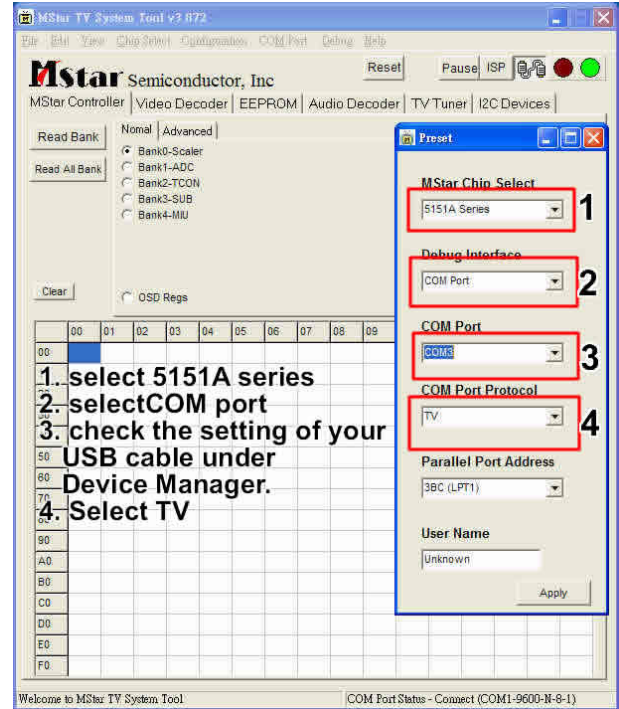 MStar TV System Tool v3.872
File Edit View Chip Select Configuration COM Port Debug Help
Mstar Semiconductor, Inc
Reset Pause ISP
MStar Controller Video Decoder EEPROM Audio Decoder TV Tuner I2C Devices
Read Bank
Read All Bank
Clear
Nomal Advanced
Bank0-Scaler
Bank1-ADC
Bank2-TCON
Bank3-SUB
Bank4-MIU
OSD Regs
00 01 02 03 04 05 06 07 08 09
00
1. select 5151A series
2. selectCOM port
3. check the setting of your
USB cable under
Device Manager.
4. Select TV
50
60
70
90
A0
B0
C0
D0
E0
F0
Preset
MStar Chip Select
5151A Series
1
Debug Interface
COM Port
2
COM Port
COM3
3
COM Port Protocol
TV
4
Parallel Port Address
3BC (LPT1)
User Name
Unknown
Apply
Welcome to MStar TV System Tool
COM Port Status - Connect (COM1-9600-N-8-1)